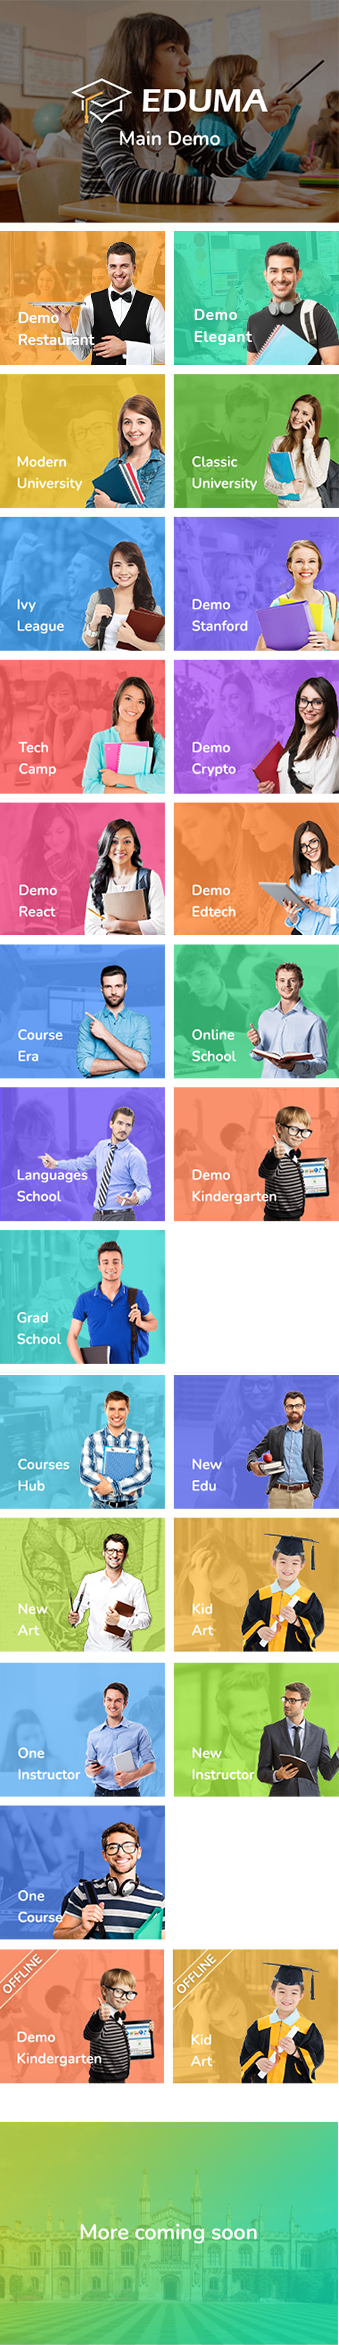 EDUMA
Main Demo
Demo
Restaurant
Demo
Elegant
Modern
University
Classic
University
Ivy
League
Demo
Stanford
Tech
Camp
Demo
Crypto
Demo
React
Demo
Edtech
Course
Era
Online
School
Languages
School
Demo
Kindergarten
Grad
School
Courses
Hub
New
Edu
New
Art
Kid
Art
One
Instructor
New
Instructor
One
Course
OFFLINE
Demo
Kindergarten
OFFLINE
Kid
Art
More coming soon